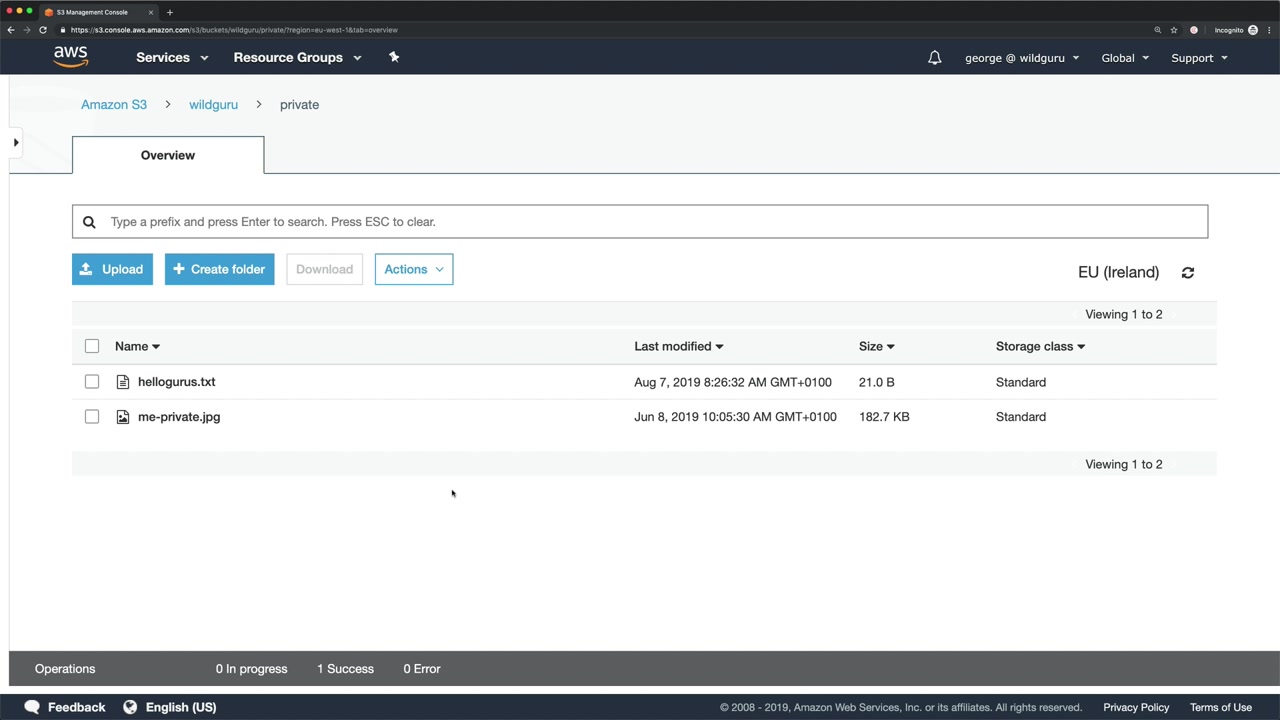 S3 Management Console
https://s3.console.aws.amazon.com/s3/buckets/wildguru/private/?region=eu-west-1&tab=overview
Incognito
aws Services Resource Groups george @ wildguru Global Support
Amazon S3 > wildguru > private
Overview
Type a prefix and press Enter to search. Press ESC to clear.
Upload + Create folder Download Actions EU (Ireland)
Viewing 1 to 2
Name Last modified Size Storage class
hellogurus.txt Aug 7, 2019 8:26:32 AM GMT+0100 21.0 B Standard
me-private.jpg Jun 8, 2019 10:05:30 AM GMT+0100 182.7 KB Standard
Viewing 1 to 2
Operations 0 In progress 1 Success 0 Error
Feedback English (US) © 2008 - 2019, Amazon Web Services, Inc. or its affiliates. All rights reserved. Privacy Policy Terms of Use